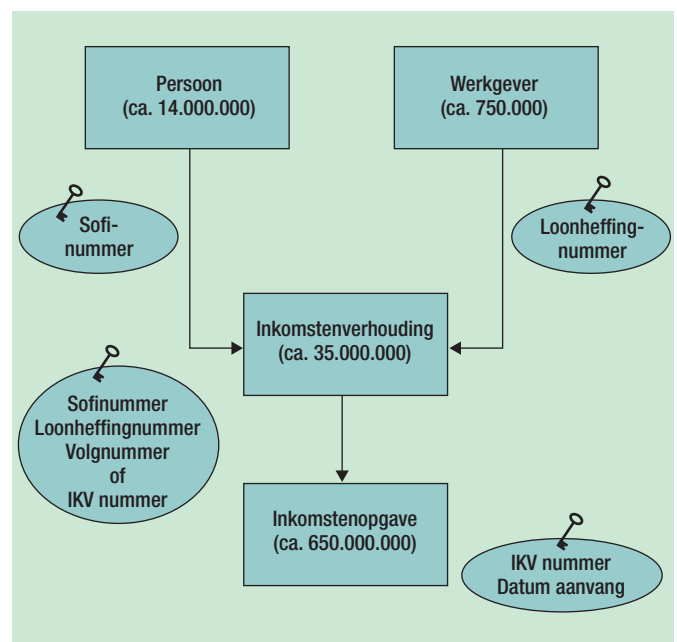 Persoon
(ca. 14.000.000)
Werkgever
(ca. 750.000)
Sofi-
nummer
Loonheffing-
nummer
Inkomstenverhouding
(ca. 35.000.000)
Sofinummer
Loonheffingnummer
Volgnummer
of
IKV nummer
Inkomstenopgave
(ca. 650.000.000)
IKV nummer
Datum aanvang